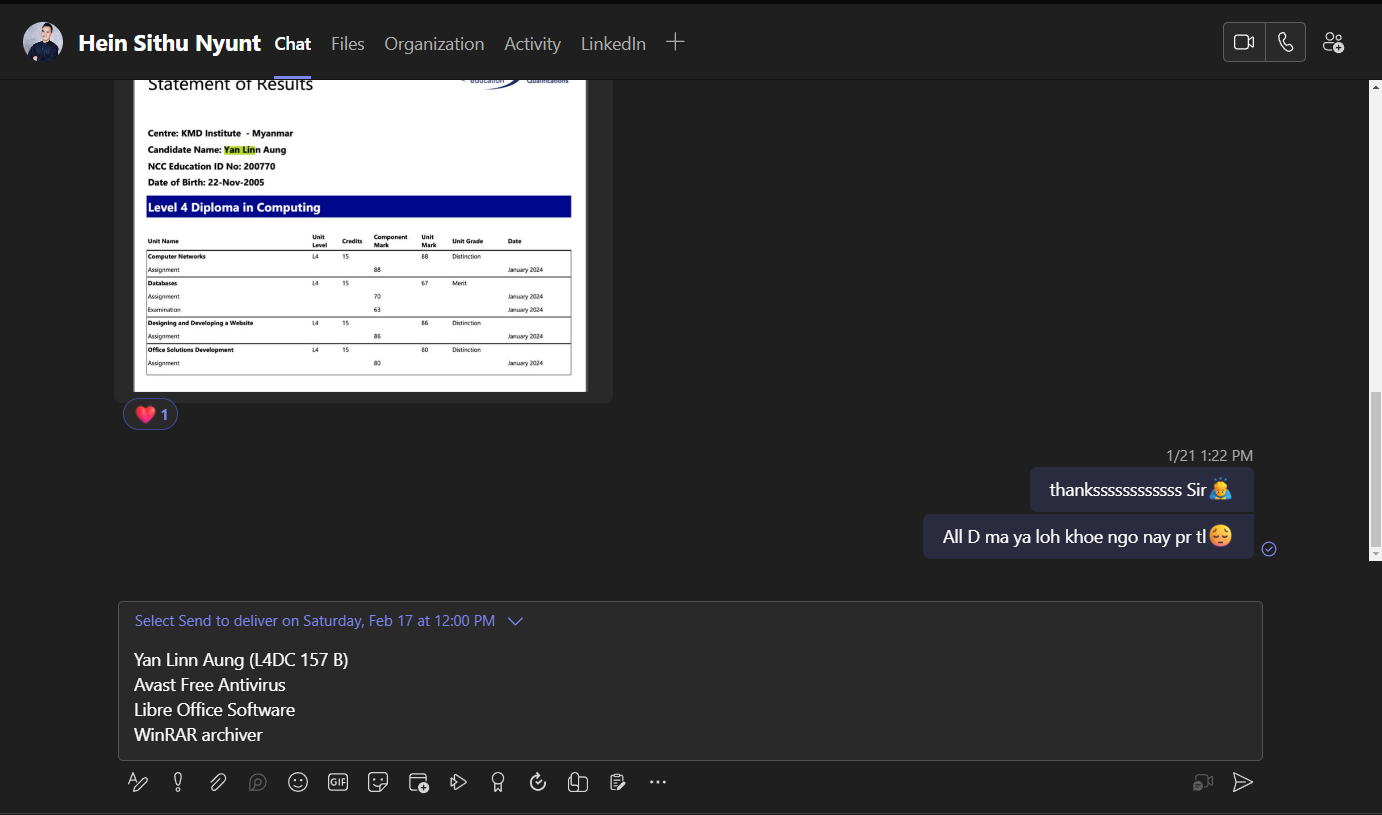 Hein Sithu Nyunt Chat Files Organization Activity LinkedIn
Statement of Results
education Qualifications
Centre: KMD Institute - Myanmar
Candidate Name: Yan Linn Aung
NCC Education ID No: 200770
Date of Birth: 22-Nov-2005
Level 4 Diploma in Computing
Unit Name Unit Level Credits Component Mark Unit Mark Unit Grade Date
Computer Networks L4 15 88 Distinction
Assignment 88 January 2024
Databases L4 15 67 Merit
Assignment 70 January 2024
Examination 63 January 2024
Designing and Developing a Website L4 15 86 Distinction
Assignment 86 January 2024
Office Solutions Development L4 15 80 Distinction
Assignment 80 January 2024
❤️ 1
1/21 1:22 PM
thankssssssssssss Sir🙇
All D ma ya loh khoe ngo nay pr tl😔
Select Send to deliver on Saturday, Feb 17 at 12:00 PM
Yan Linn Aung (L4DC 157 B)
Avast Free Antivirus
Libre Office Software
WinRAR archiver
GIF